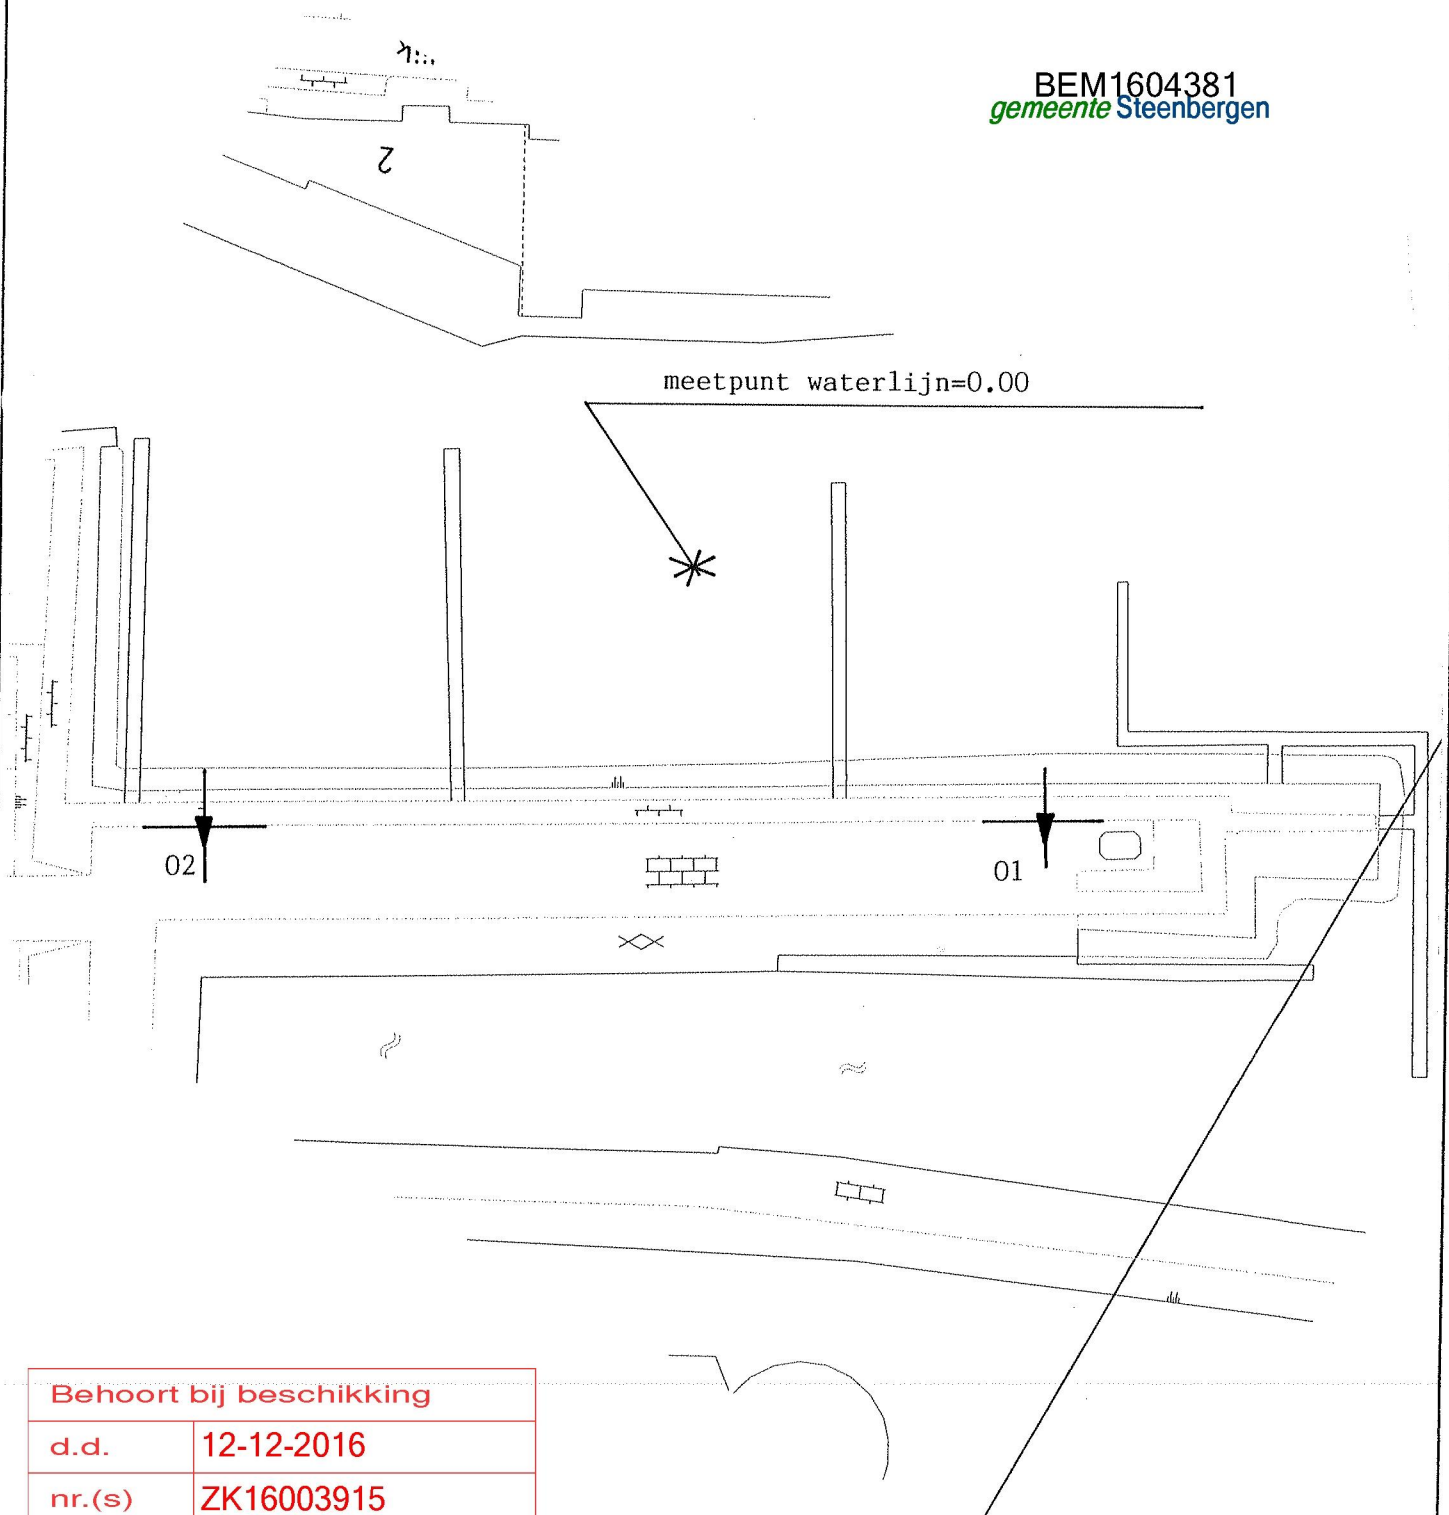 BEM1604381
gemeente Steenbergen
2
meetpunt waterlijn=0.00
02
01
Behoort bij beschikking
d.d. 12-12-2016
nr.(s) ZK16003915